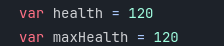 var health = 120
var maxHealth = 120